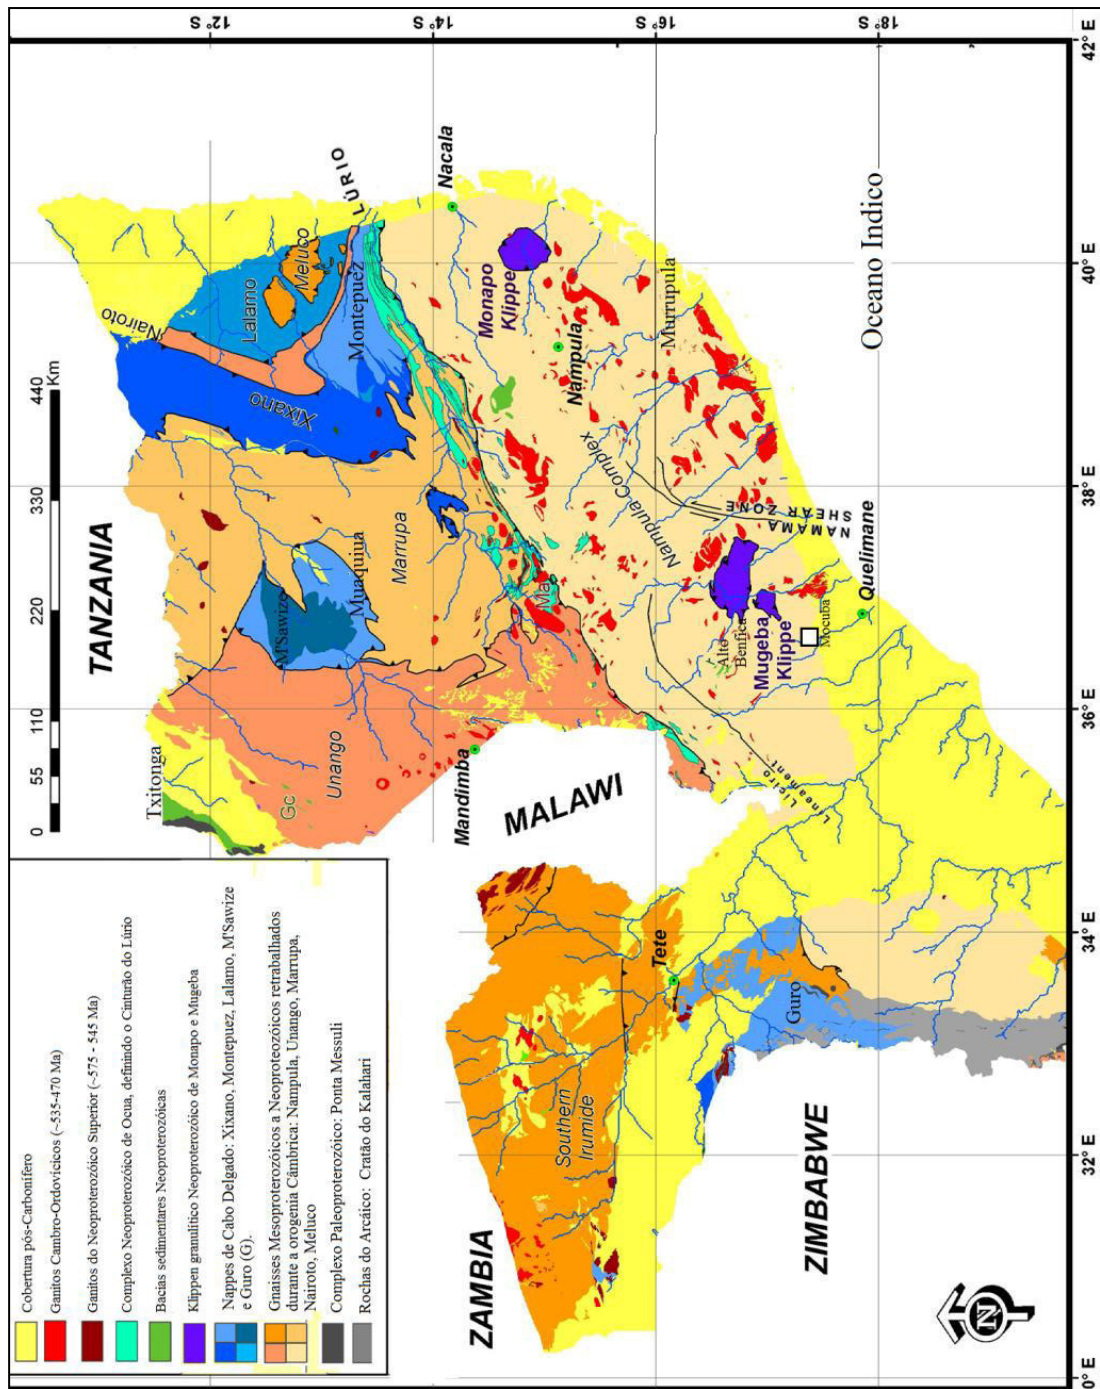 Cobertura pós-Carbonífero
Ganitos Cambro-Ordovícicos (~535-470 Ma)
Ganitos do Neoproterozóico Superior (~575 - 545 Ma)
Complexo Neoproterozóico de Ocua, definindo o Cinturão do Lúrio
Bacias sedimentares Neoproterozóicas
Klippen granulítico Neoproterozóico de Monapo e Mugeba
Nappes de Cabo Delgado: Xixano, Montepuez, Lalamo, M'Sawize
e Guro (G).
Gnaisses Mesoproterozóicos a Neoproteozóicos retrabalhados
durante a orogenia Câmbrica: Nampula, Unango, Marrupa,
Nairoto, Meluco
Complexo Paleoproterozóico: Ponta Messuli
Rochas do Arcáico: Cratão do Kalahari
0 55 110 220 330 440 Km
TANZANIA
Txitonga
Gc
Unango
Mandimba
M'Sawize
Muaquiua
Marrupa
Xixano
Nairoto
Lalamo
Meluco
Montepuez
LÚRIO
Nacala
Monapo
Klippe
Nampula
Murrupula
Nampula Complex
NAMAMA
SHEAR ZONE
Ma
MALAWI
Alto
Benfica
Mugeba
Klippe
Mocuba
Quelimane
Oceano Indico
Lícíro
Lineament
ZAMBIA
Southern
Irumide
Tete
Guro
ZIMBABWE
N
0° E
32° E
34° E
36° E
38° E
40° E
42° E
12° S
14° S
16° S
18° S